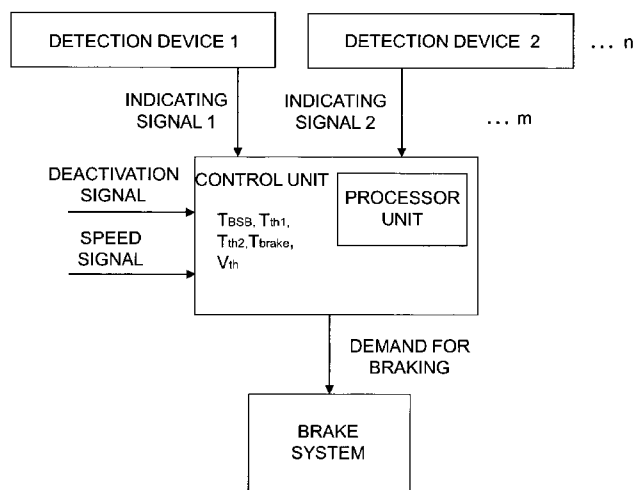 DETECTION DEVICE 1
DETECTION DEVICE 2
... n
INDICATING
SIGNAL 1
INDICATING
SIGNAL 2
... m
DEACTIVATION
SIGNAL
SPEED
SIGNAL
CONTROL UNIT
TBSB, Tth1,
Tth2,Tbrake,
Vth
PROCESSOR
UNIT
DEMAND FOR
BRAKING
BRAKE
SYSTEM